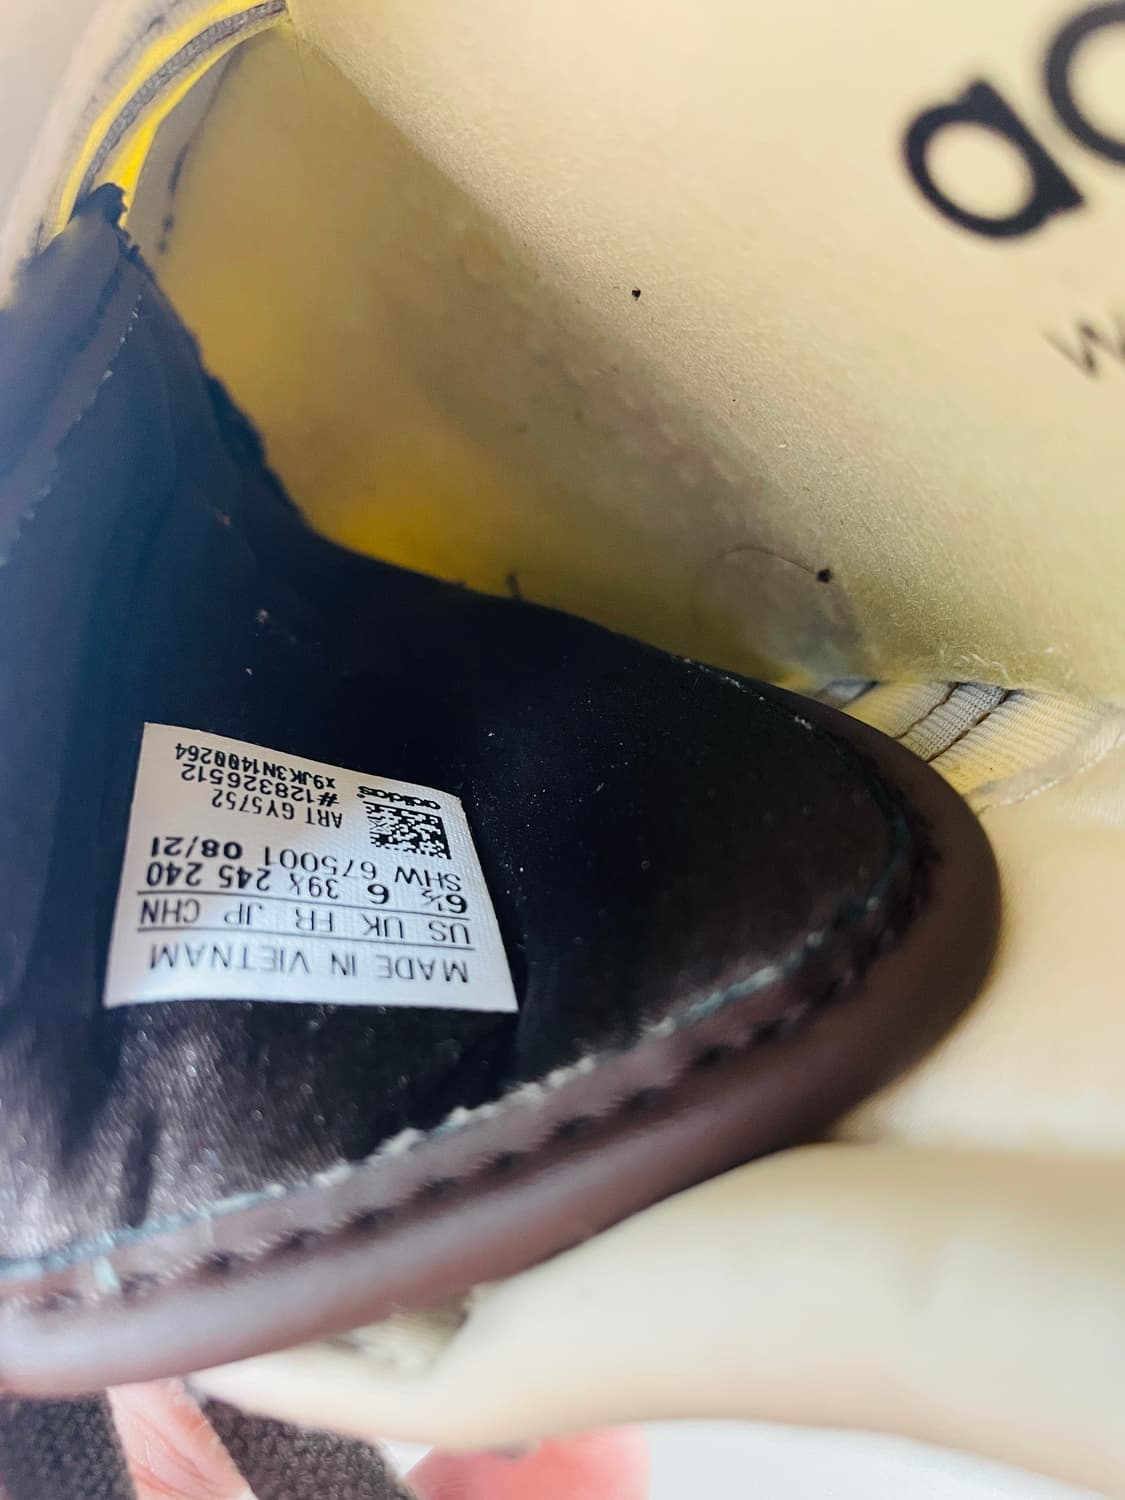 MADE IN VIETNAM
US UK FR JP CHN
6½ 6 39⅓ 245 240
SHW 675001 08/21
ART GY5752
#128326512
x9JK3N1400264
adidas